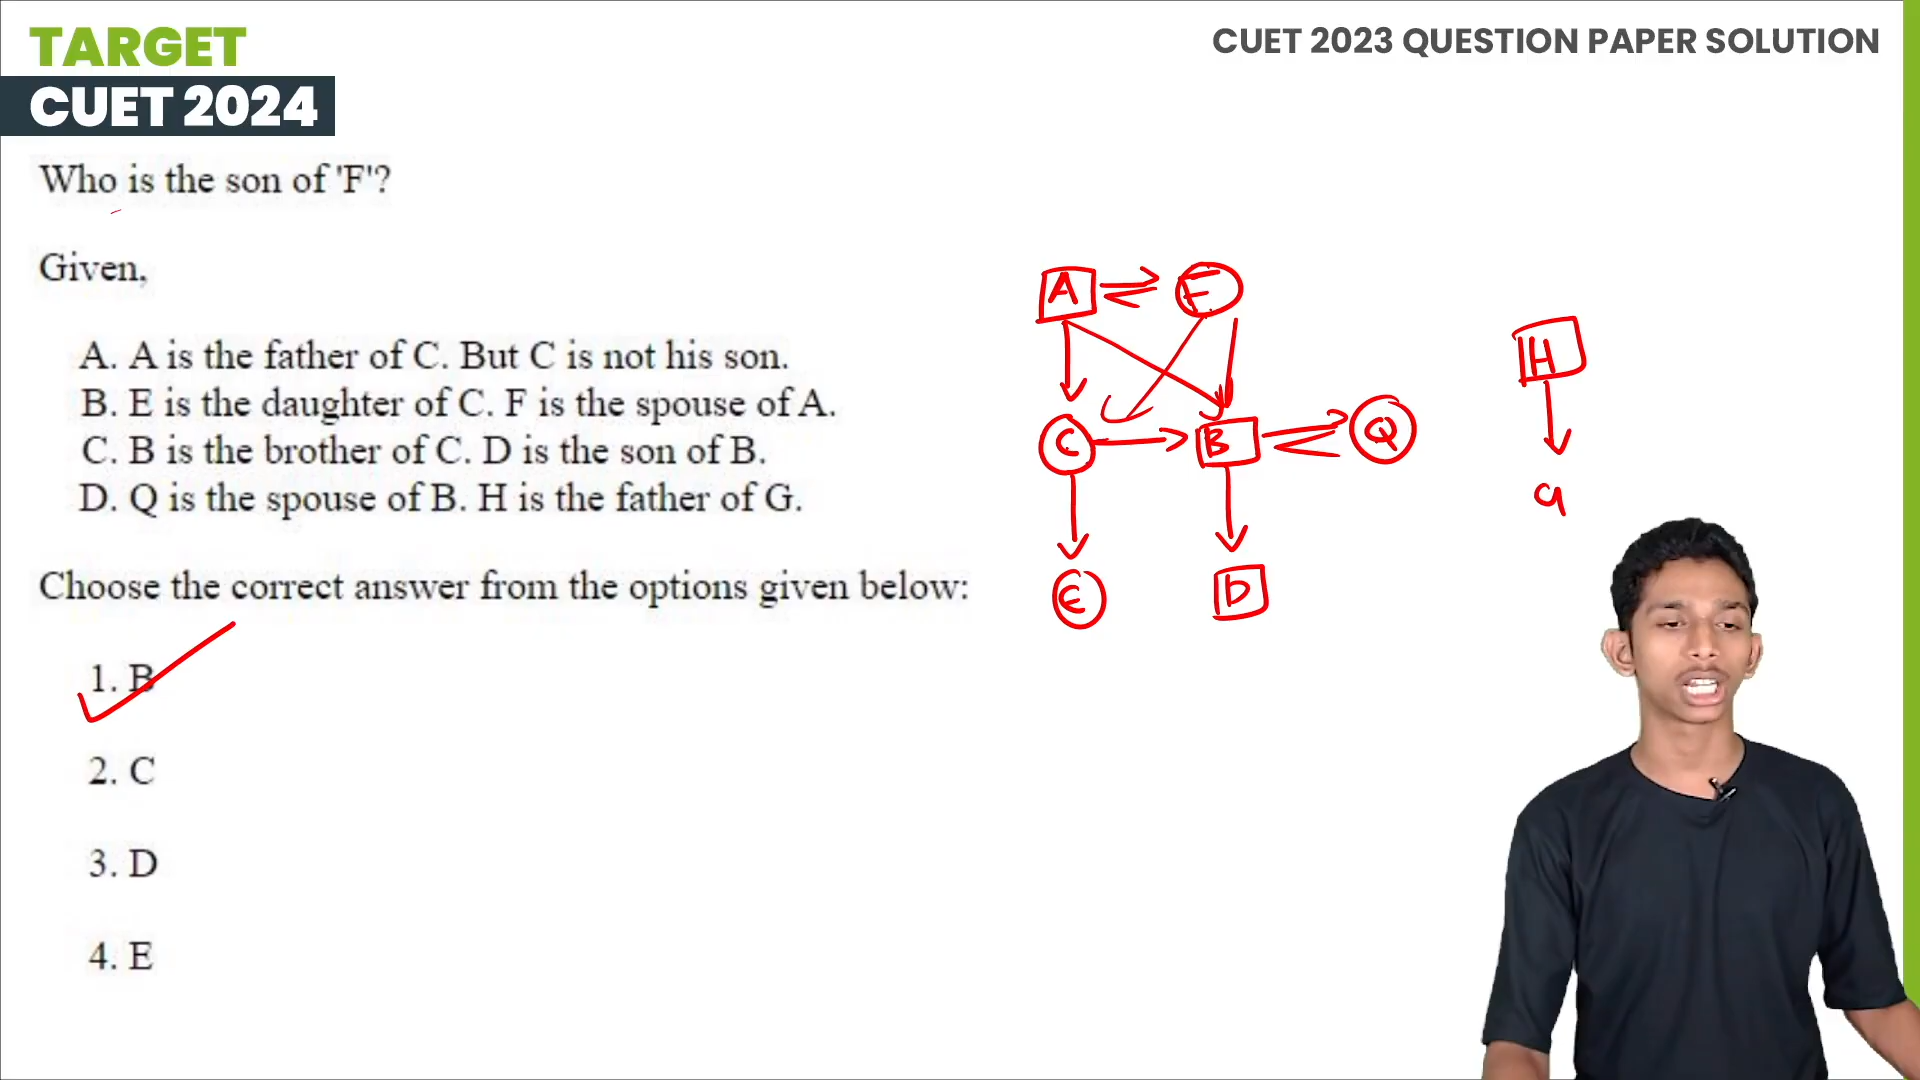 TARGET
CUET 2024
CUET 2023 QUESTION PAPER SOLUTION
Who is the son of 'F'?
Given,
A. A is the father of C. But C is not his son.
B. E is the daughter of C. F is the spouse of A.
C. B is the brother of C. D is the son of B.
D. Q is the spouse of B. H is the father of G.
Choose the correct answer from the options given below:
1. B
2. C
3. D
4. E
A F
H
C B Q
G
E D